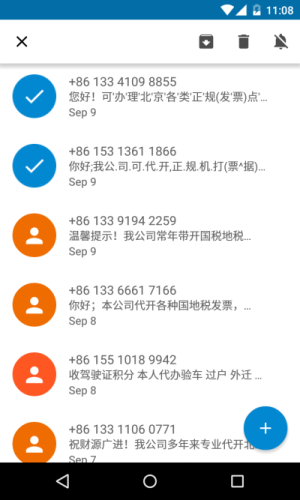 11:08
+86 133 4109 8855
您好！可'办'理'北'京'各'类'正''规(发'票)点'...
Sep 9
+86 153 1361 1866
你好;我公.司.可.代.开,正.规.机.打(票^据)...
Sep 9
+86 133 9194 2259
温馨提示！我公司常年带开国税地税...
Sep 9
+86 133 6661 7166
你好；本公司代开各种国地税发票，...
Sep 8
+86 155 1018 9942
收驾驶证积分 本人代办验车 过户 外迁 ...
Sep 8
+86 133 1106 0771
祝财源广进！我公司多年来专业代开北
Sep 7